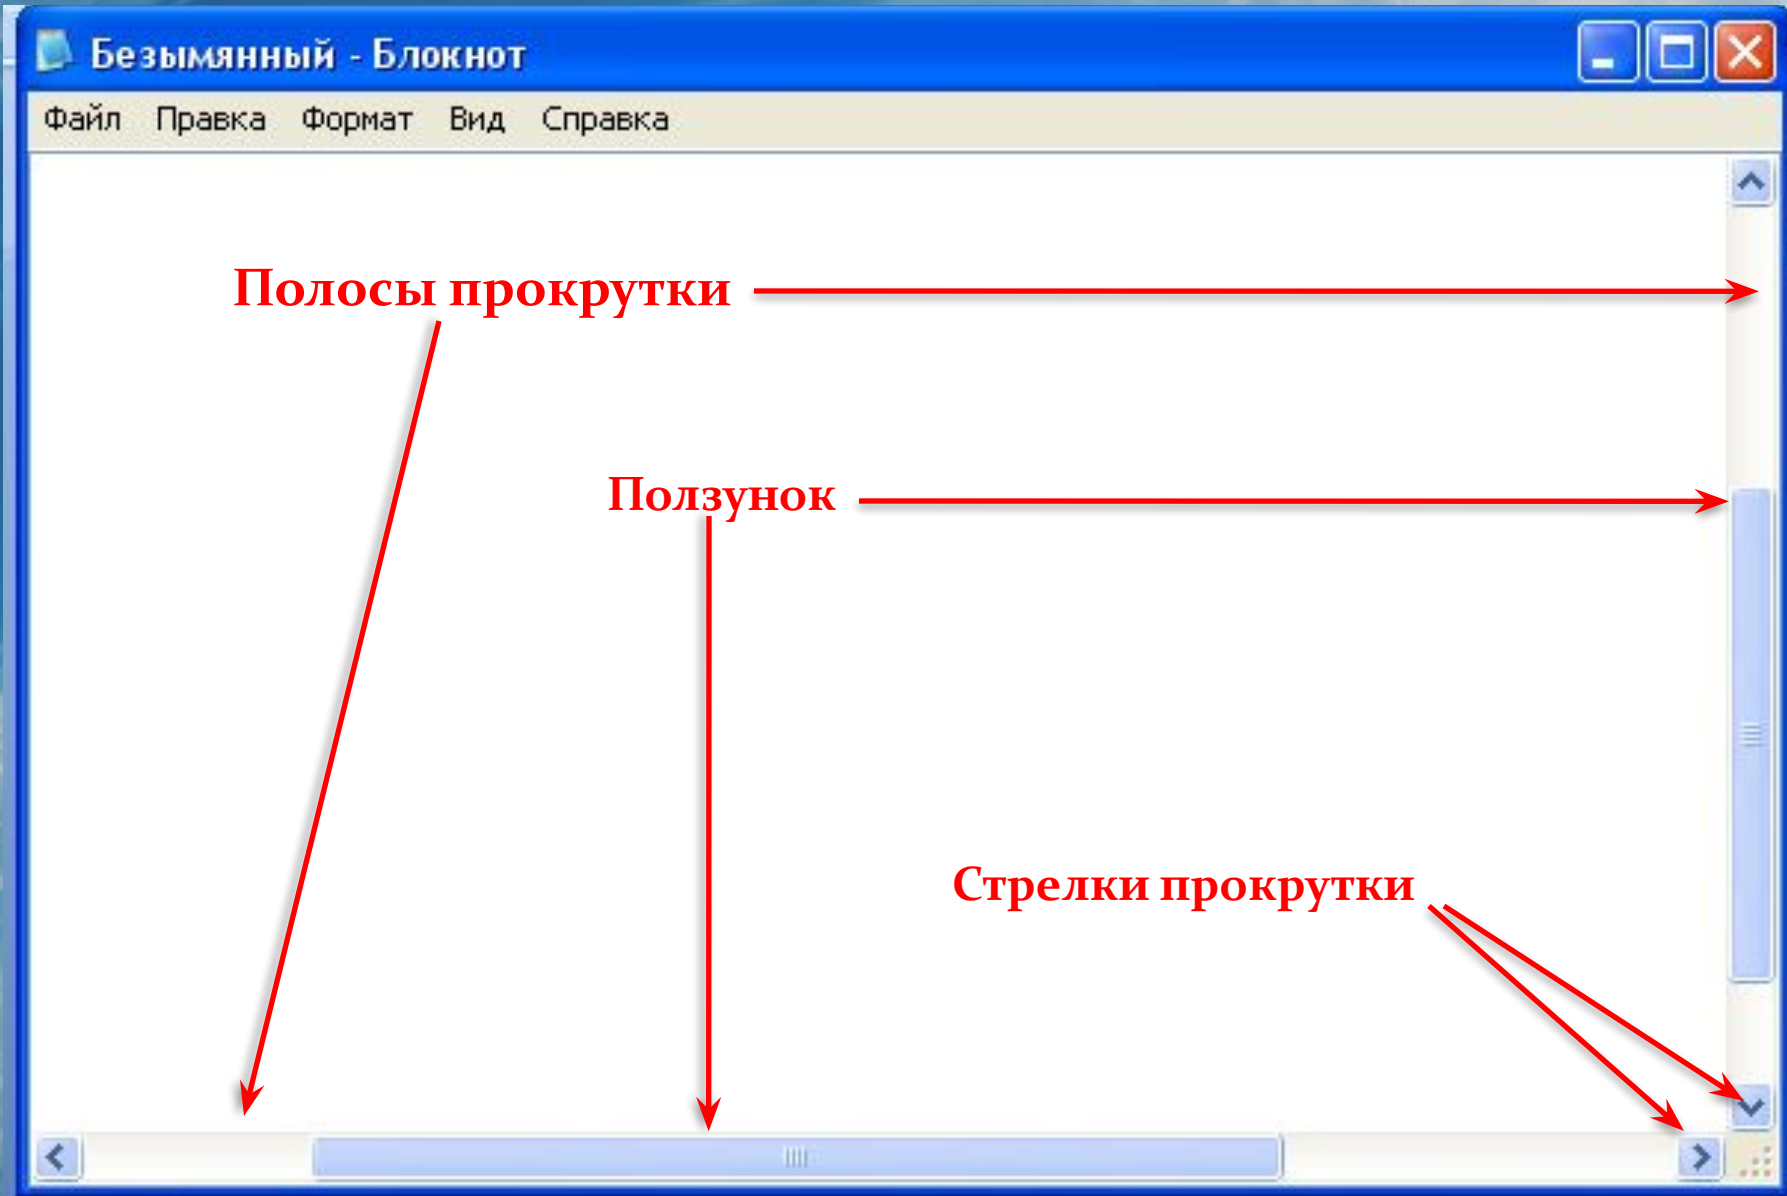 Безымянный - Блокнот
Файл Правка Формат Вид Справка
Полосы прокрутки
Ползунок
Стрелки прокрутки